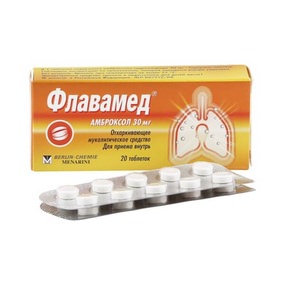 Флавамед®
АМБРОКСОЛ 30 мг
Отхаркивающее
муколитическое средство
Для приема внутрь
BERLIN-CHEMIE
MENARINI
20 таблеток